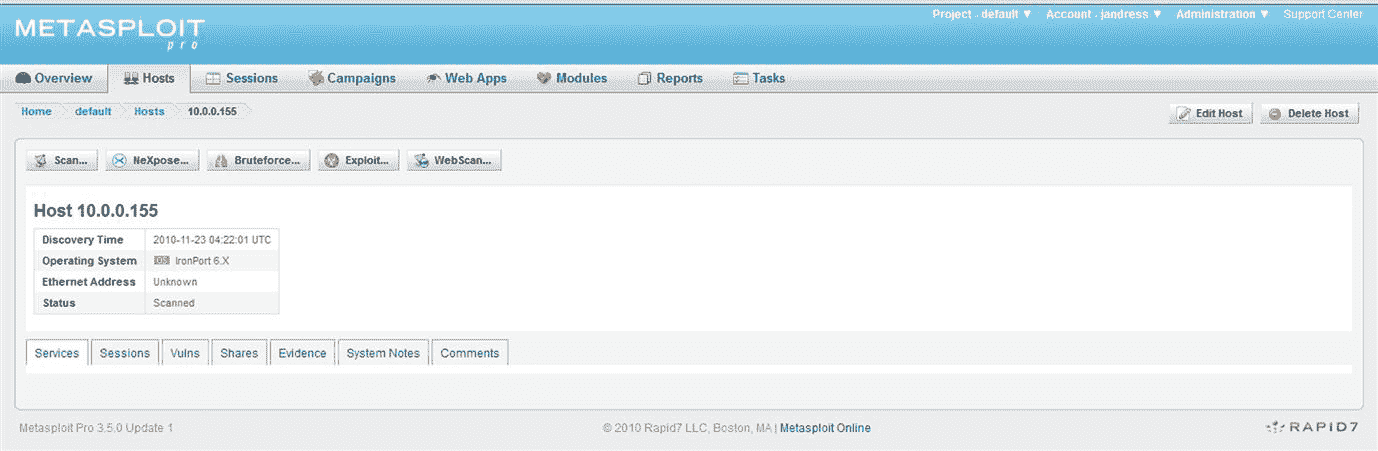 METASPLOIT
pro
Project - default ▼ Account - jandress ▼ Administration ▼ Support Center
Overview Hosts Sessions Campaigns Web Apps Modules Reports Tasks
Home default Hosts 10.0.0.155
Edit Host Delete Host
Scan... NeXpose... Bruteforce... Exploit... WebScan...
Host 10.0.0.155
Discovery Time 2010-11-23 04:22:01 UTC
Operating System OS IronPort 6.X
Ethernet Address Unknown
Status Scanned
Services Sessions Vulns Shares Evidence System Notes Comments
Metasploit Pro 3.5.0 Update 1 © 2010 Rapid7 LLC, Boston, MA | Metasploit Online RAPID7